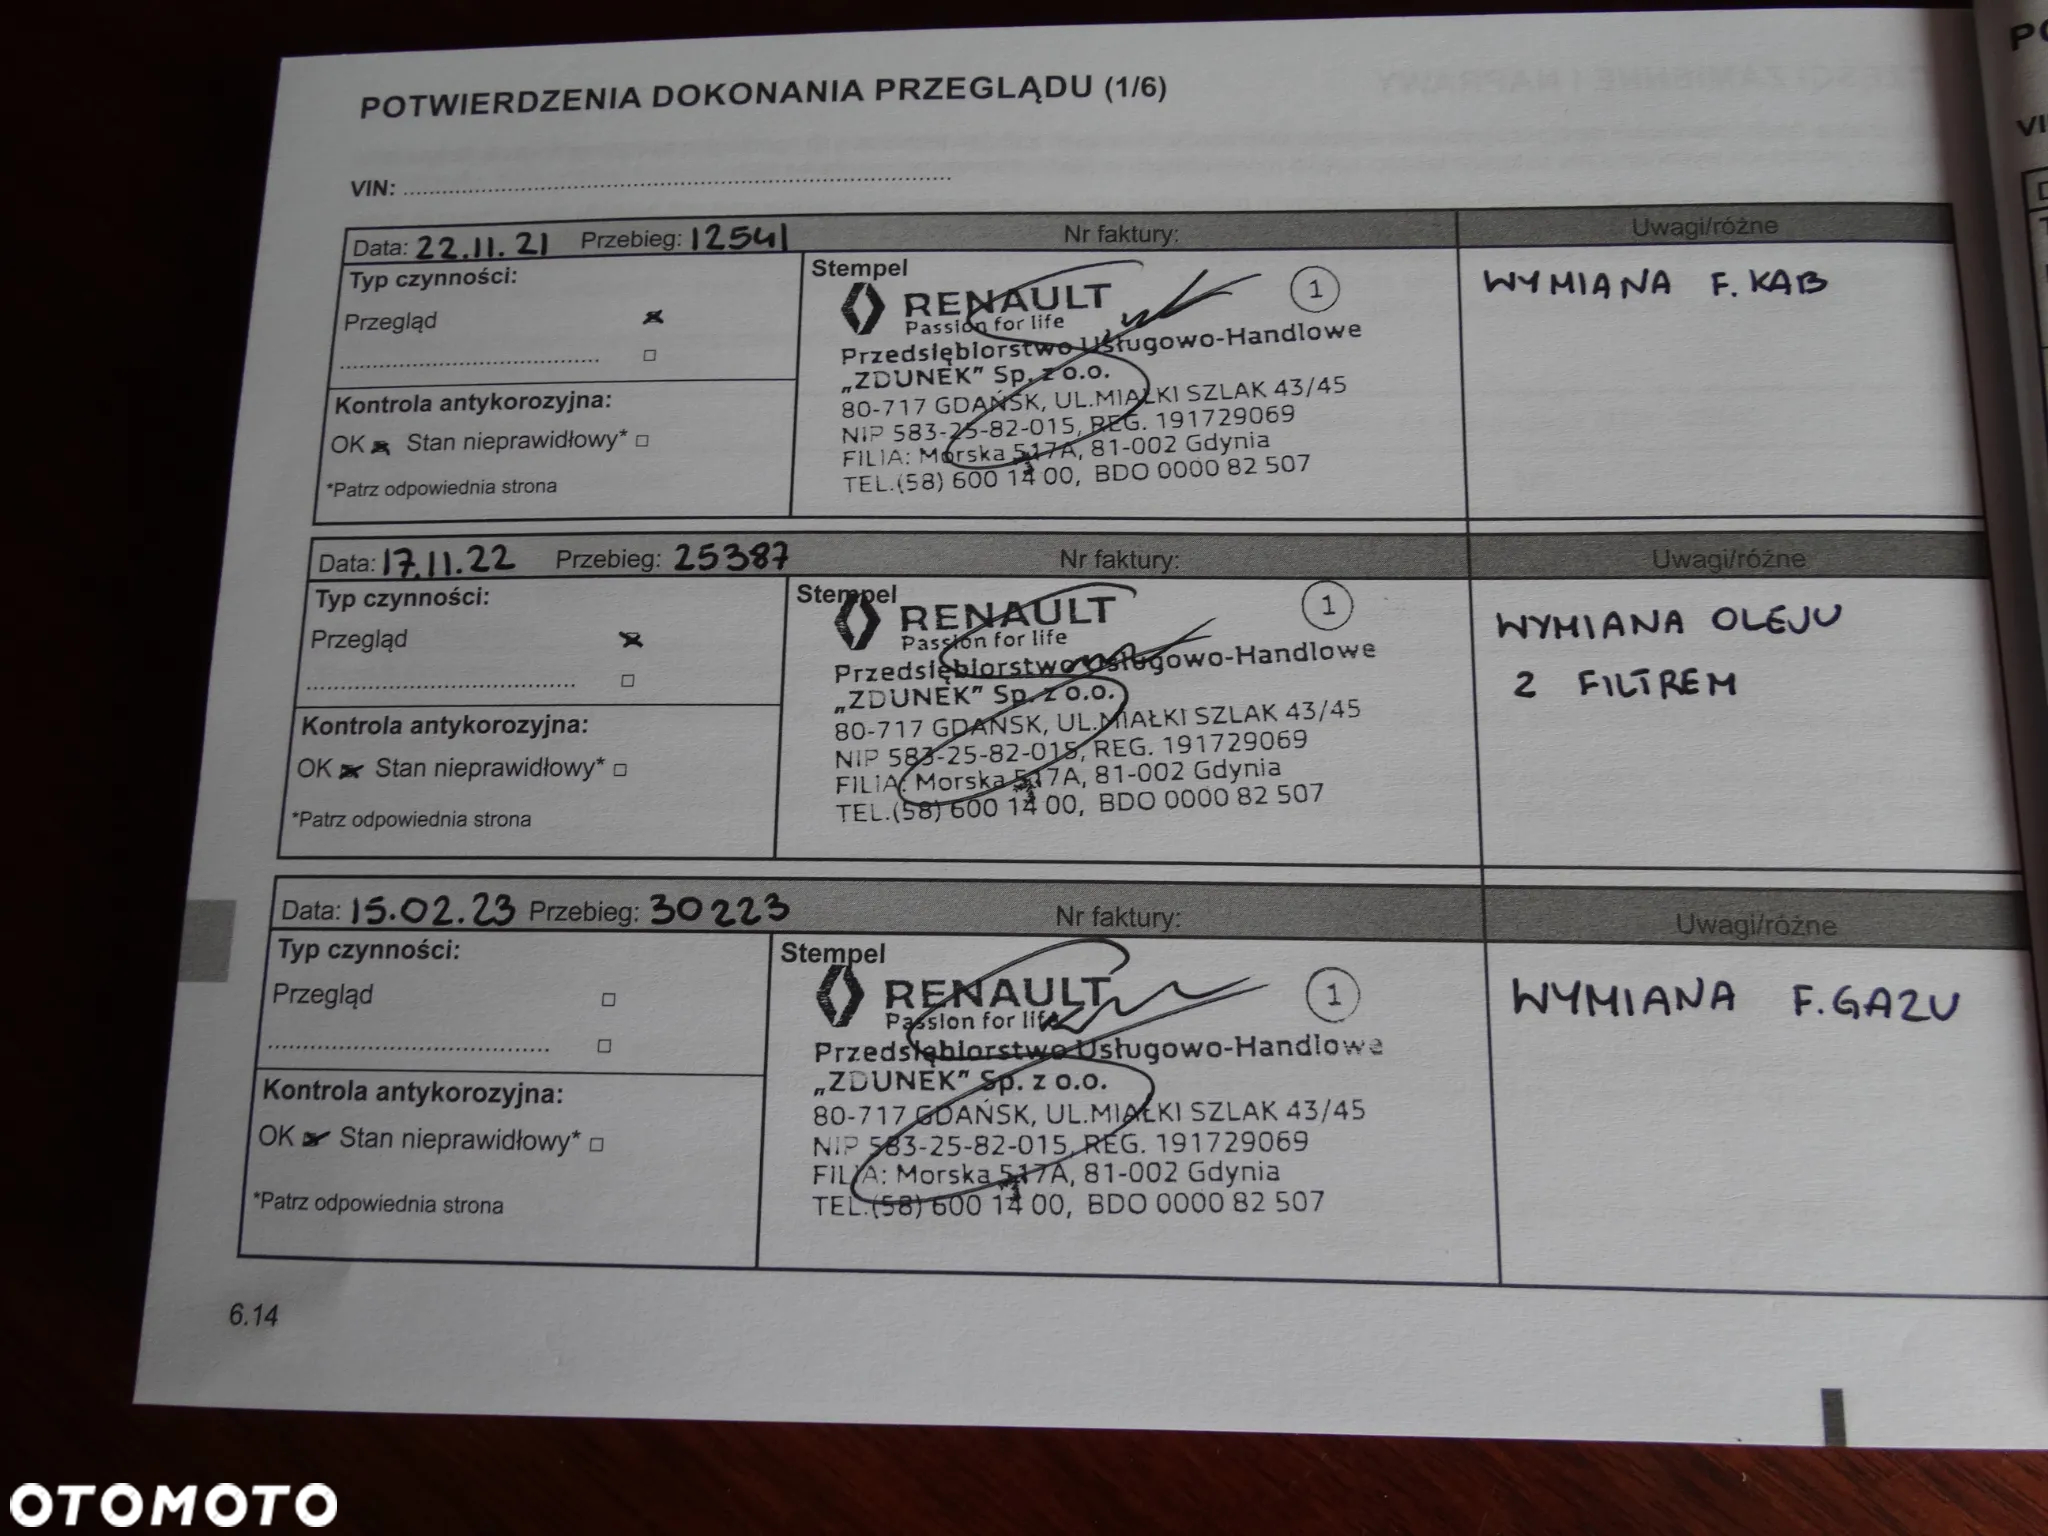 POTWIERDZENIA DOKONANIA PRZEGLĄDU (1/6)
VIN:
Data: 22.11.21 Przebieg: 12541 Nr faktury: Uwagi/różne
Typ czynności:
Przegląd
Kontrola antykorozyjna:
OK Stan nieprawidłowy*
*Patrz odpowiednia strona
Stempel
RENAULT 1
Passion for life
Przedsiębiorstwo Usługowo-Handlowe
„ZDUNEK" Sp. z o.o.
80-717 GDAŃSK, UL.MIAŁKI SZLAK 43/45
NIP 583-25-82-015, REG. 191729069
FILIA: Morska 517A, 81-002 Gdynia
TEL.(58) 600 14 00, BDO 0000 82 507
WYMIANA F. KAB
Data: 17.11.22 Przebieg: 25387 Nr faktury: Uwagi/różne
Typ czynności:
Przegląd
Kontrola antykorozyjna:
OK Stan nieprawidłowy*
*Patrz odpowiednia strona
Stempel
RENAULT 1
Passion for life
Przedsiębiorstwo Usługowo-Handlowe
„ZDUNEK" Sp. z o.o.
80-717 GDAŃSK, UL.MIAŁKI SZLAK 43/45
NIP 583-25-82-015, REG. 191729069
FILIA: Morska 517A, 81-002 Gdynia
TEL.(58) 600 14 00, BDO 0000 82 507
WYMIANA OLEJU
Z FILTREM
Data: 15.02.23 Przebieg: 30223 Nr faktury: Uwagi/różne
Typ czynności:
Przegląd
Kontrola antykorozyjna:
OK Stan nieprawidłowy*
*Patrz odpowiednia strona
Stempel
RENAULT 1
Passion for life
Przedsiębiorstwo Usługowo-Handlowe
„ZDUNEK" Sp. z o.o.
80-717 GDAŃSK, UL.MIAŁKI SZLAK 43/45
NIP 583-25-82-015, REG. 191729069
FILIA: Morska 517A, 81-002 Gdynia
TEL.(58) 600 14 00, BDO 0000 82 507
WYMIANA F. GAZU
6.14
OTOMOTO